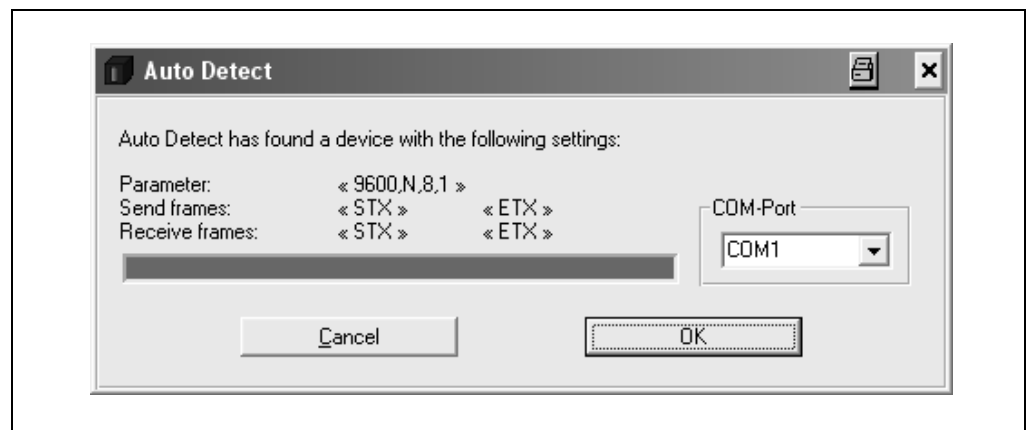 Auto Detect
Auto Detect has found a device with the following settings:
Parameter: « 9600,N,8,1 »
Send frames: « STX » « ETX »
Receive frames: « STX » « ETX »
COM-Port
COM1
Cancel OK